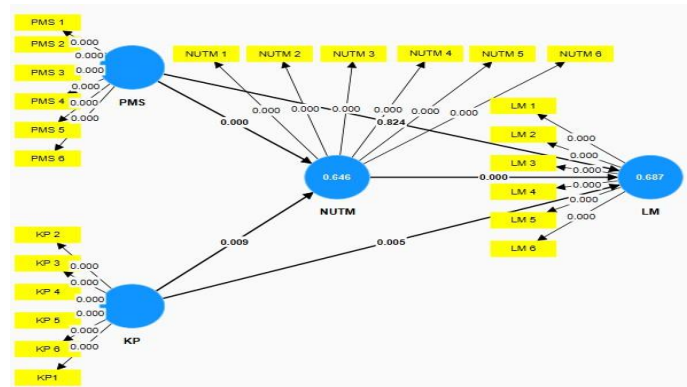 PMS 1
PMS 2
PMS 3
PMS 4
PMS 5
PMS 6
0.000
0.000
0.000
0.000
0.000
0.000
PMS
NUTM 1
NUTM 2
NUTM 3
NUTM 4
NUTM 5
NUTM 6
0.000
0.000
0.000
0.000
0.000
0.000
0.824
0.000
0.646
NUTM
0.000
LM 1
LM 2
LM 3
LM 4
LM 5
LM 6
0.000
0.000
0.000
0.000
0.000
0.000
0.687
LM
0.009
0.005
KP 2
KP 3
KP 4
KP 5
KP 6
KP1
0.000
0.000
0.000
0.000
0.000
0.000
KP